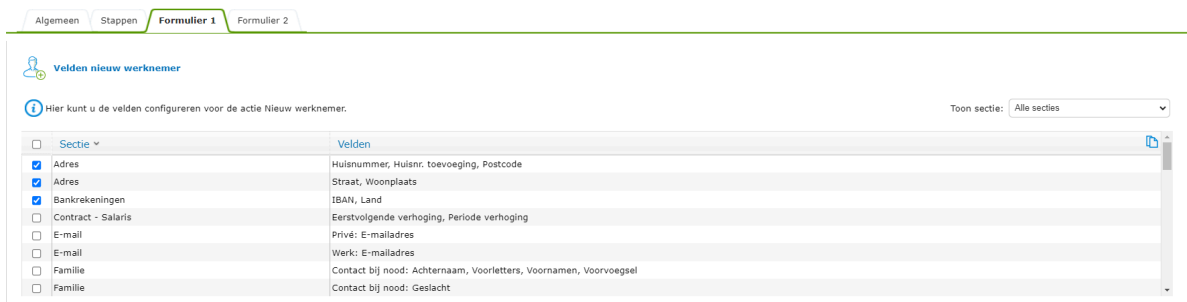 Algemeen Stappen Formulier 1 Formulier 2
Velden nieuw werknemer
Hier kunt u de velden configureren voor de actie Nieuw werknemer. Toon sectie: Alle secties
Sectie Velden
Adres Huisnummer, Huisnr. toevoeging, Postcode
Adres Straat, Woonplaats
Bankrekeningen IBAN, Land
Contract - Salaris Eerstvolgende verhoging, Periode verhoging
E-mail Privé: E-mailadres
E-mail Werk: E-mailadres
Familie Contact bij nood: Achternaam, Voorletters, Voornamen, Voorvoegsel
Familie Contact bij nood: Geslacht